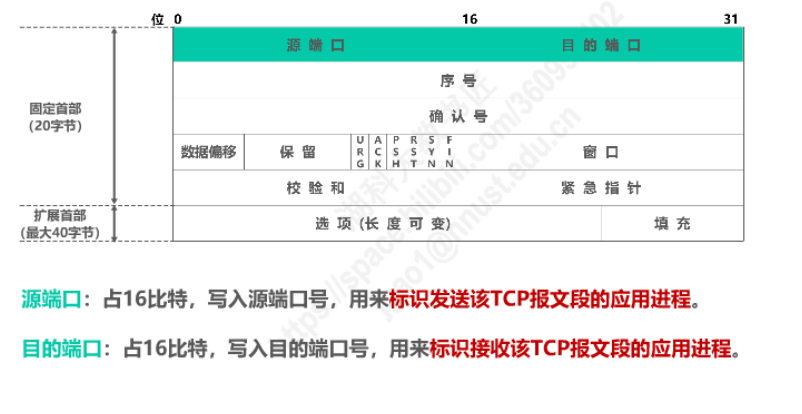 位 0 16 31
源 端 口 目 的 端 口
序 号
固定首部
(20字节)
确 认 号
数据偏移 保 留 URG ACK PSH RST SYN FIN 窗 口
校 验 和 紧 急 指 针
扩展首部
(最大40字节)
选 项 (长 度 可 变) 填 充
源端口：占16比特，写入源端口号，用来标识发送该TCP报文段的应用进程。
目的端口：占16比特，写入目的端口号，用来标识接收该TCP报文段的应用进程。